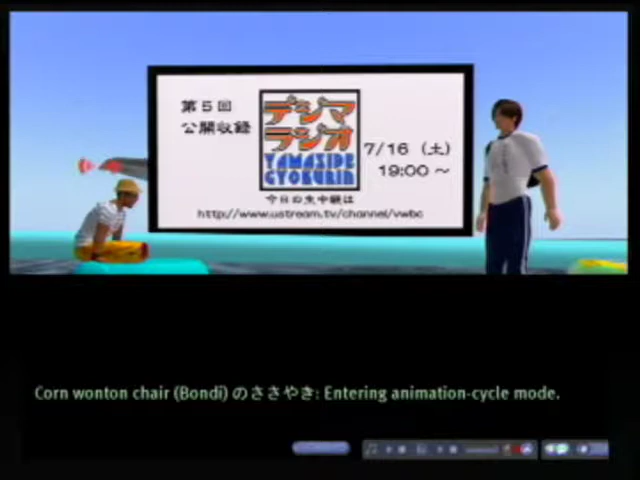 第5回
公開収録
デジマ
ラジオ
YAMASIDE
GYOKURIN
7/16 （土）
19:00～
今日の生中継は
http://www.ustream.tv/channel/vwbc
Corn wonton chair (Bondi) のささやき: Entering animation-cycle mode.